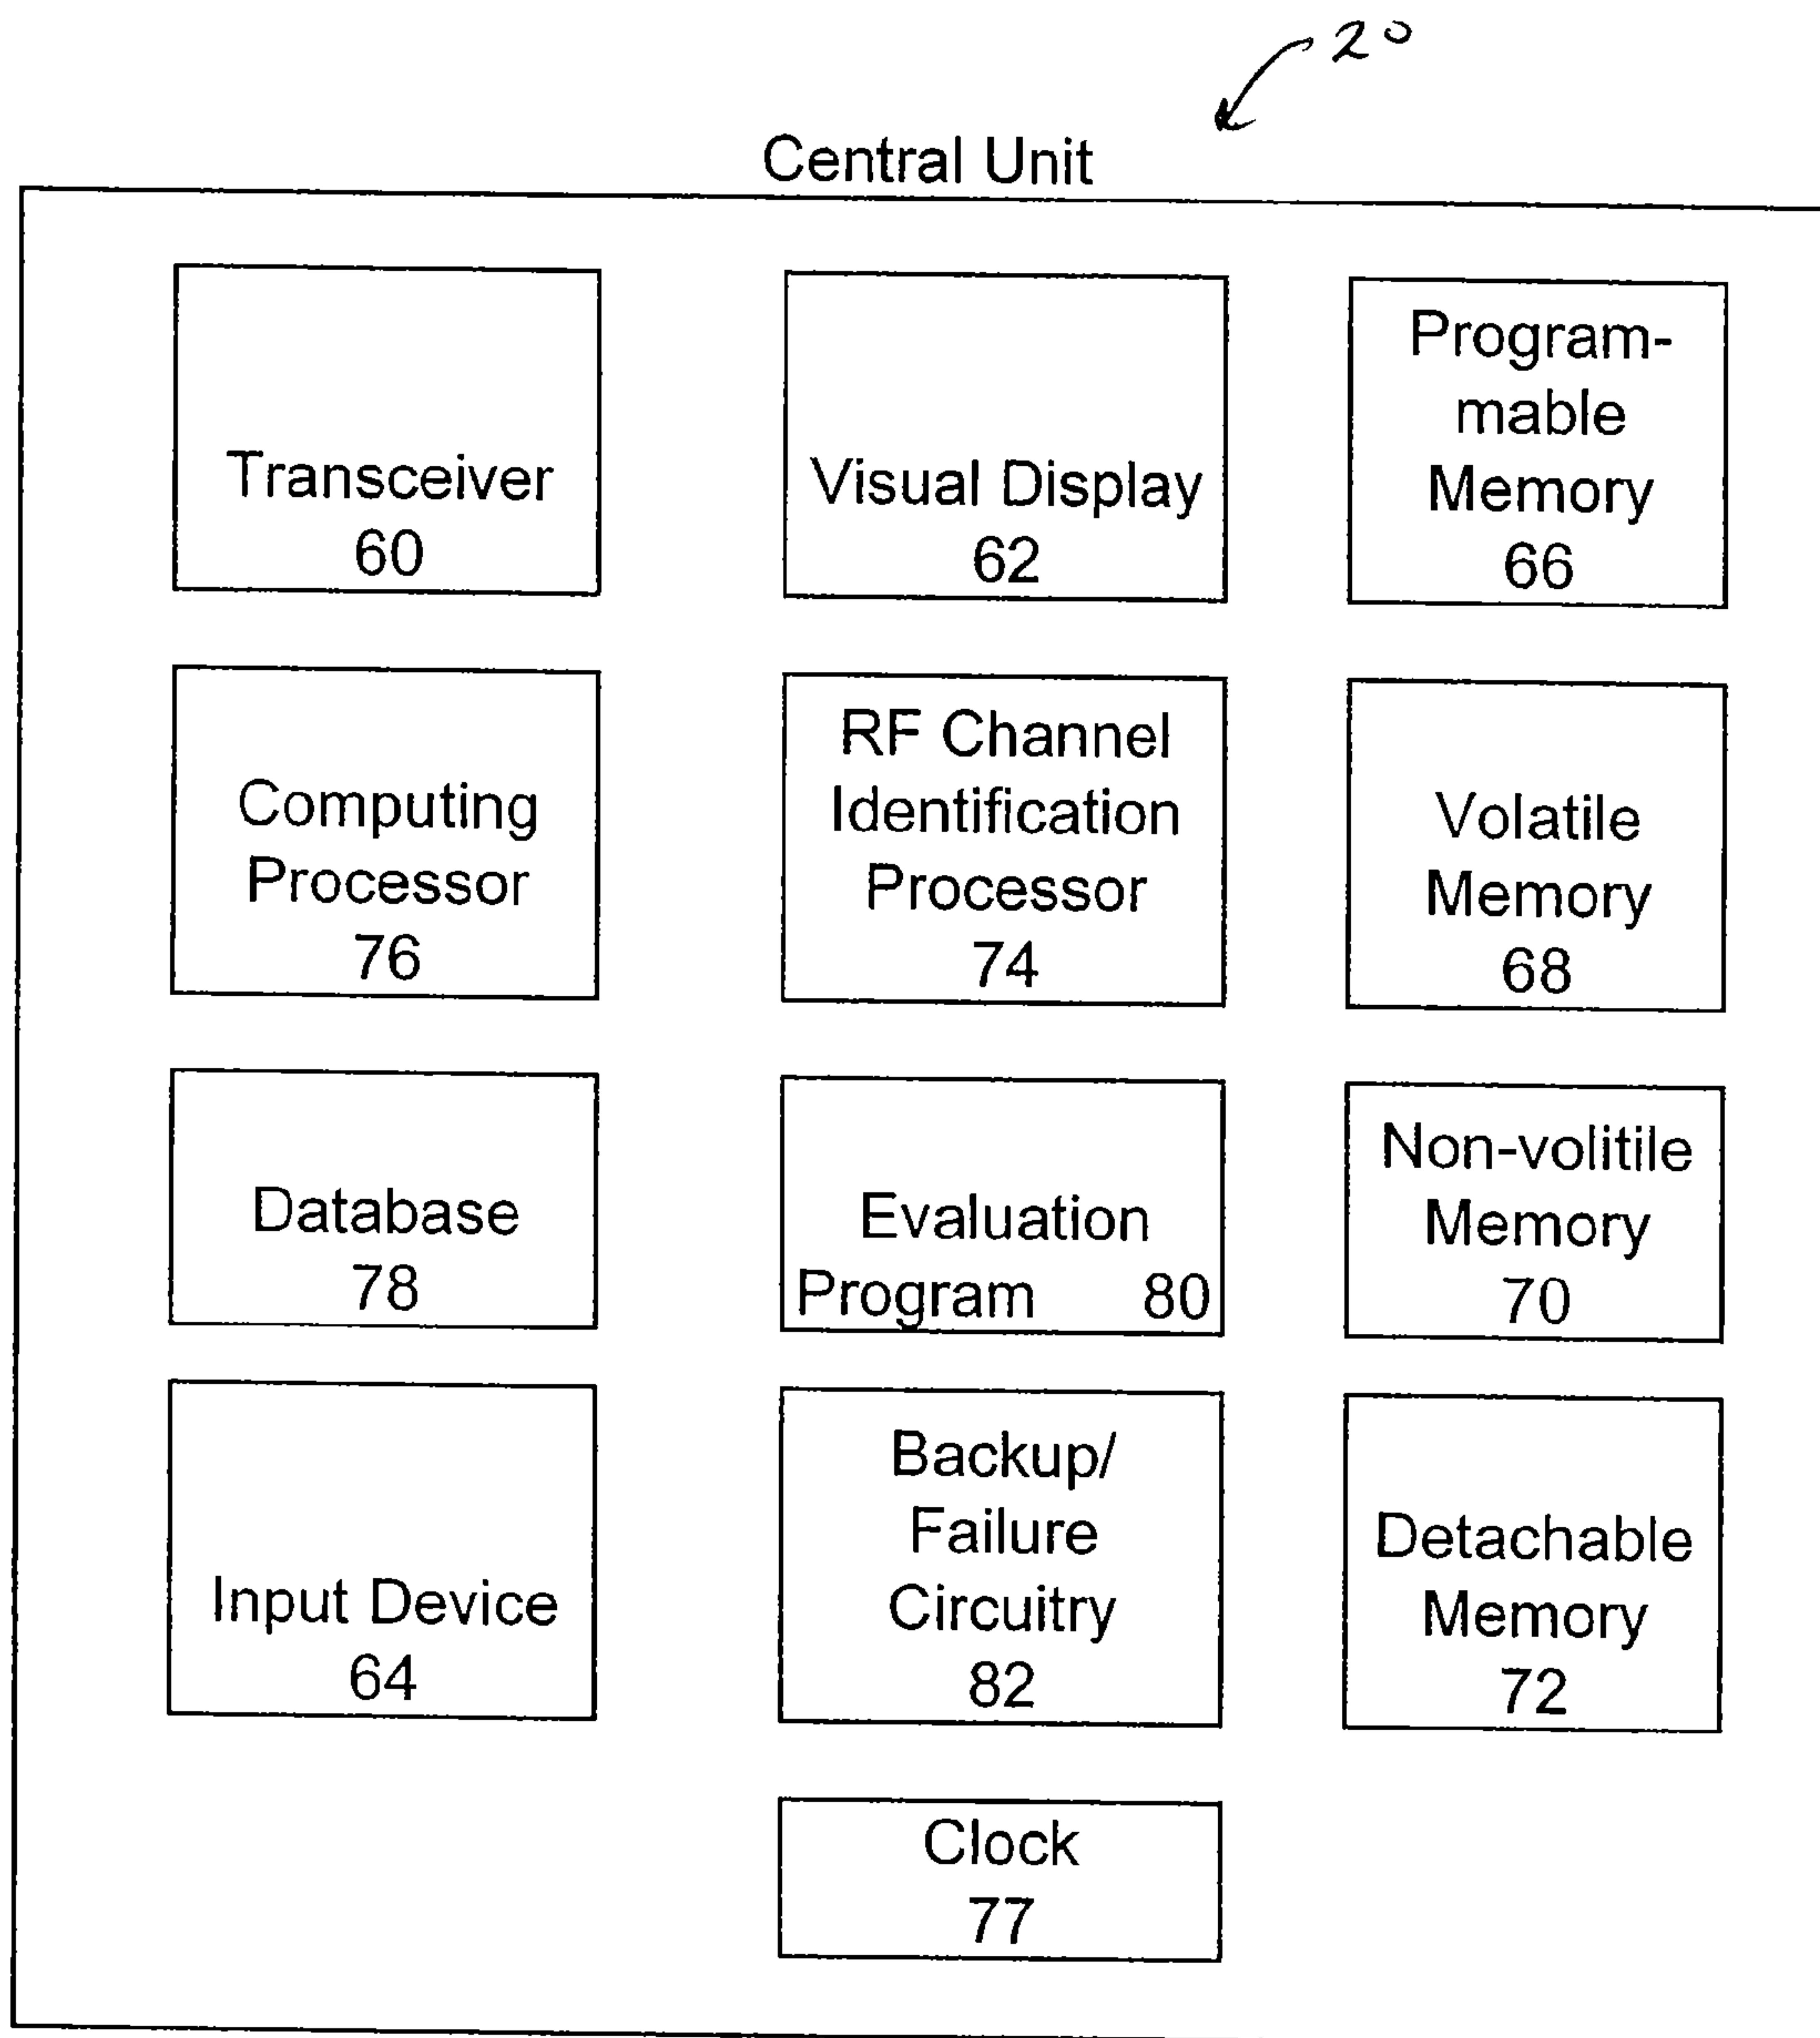 20
Central Unit
Transceiver
60
Visual Display
62
Program-
mable
Memory
66
Computing
Processor
76
RF Channel
Identification
Processor
74
Volatile
Memory
68
Database
78
Evaluation
Program 80
Non-volitile
Memory
70
Input Device
64
Backup/
Failure
Circuitry
82
Detachable
Memory
72
Clock
77